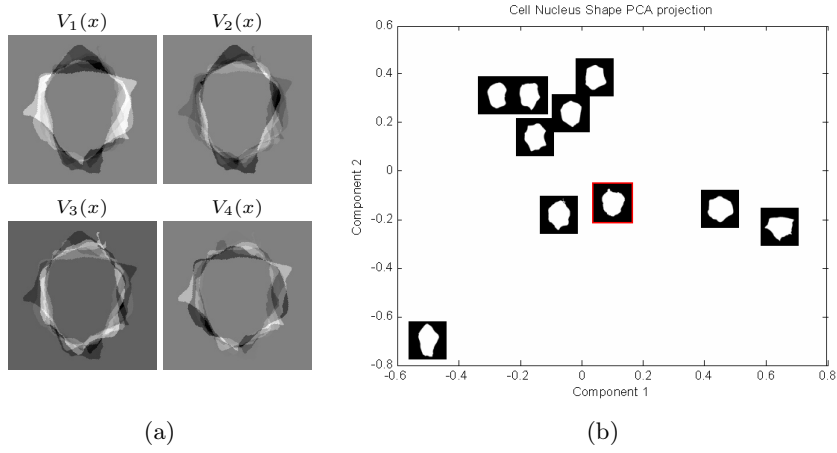 V₁(x) V₂(x)
V₃(x) V₄(x)
(a)
Cell Nucleus Shape PCA projection
Component 2
0.6
0.4
0.2
0
-0.2
-0.4
-0.6
-0.8
-0.6 -0.4 -0.2 0 0.2 0.4 0.6 0.8
Component 1
(b)